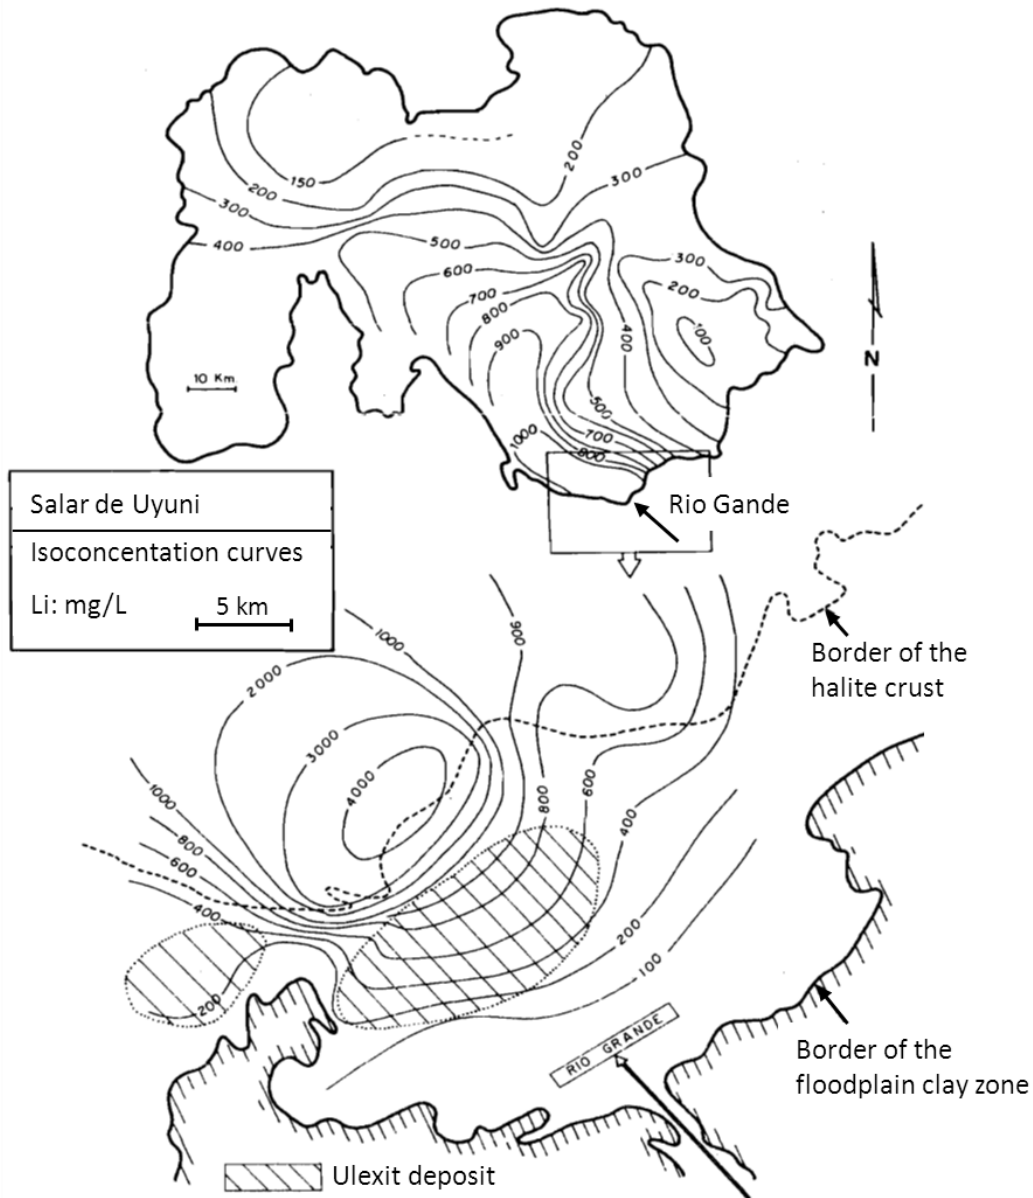 200
150
200
300
300
400
500
300
600
200
700
800
400
100
900
10 Km
N
500
1000
700
800
Salar de Uyuni
Rio Gande
Isoconcentation curves
Li: mg/L
5 km
1000
900
Border of the
halite crust
2000
3000
4000
1000
800
600
800
600
400
400
200
100
200
RIO GRANDE
Border of the
floodplain clay zone
Ulexit deposit